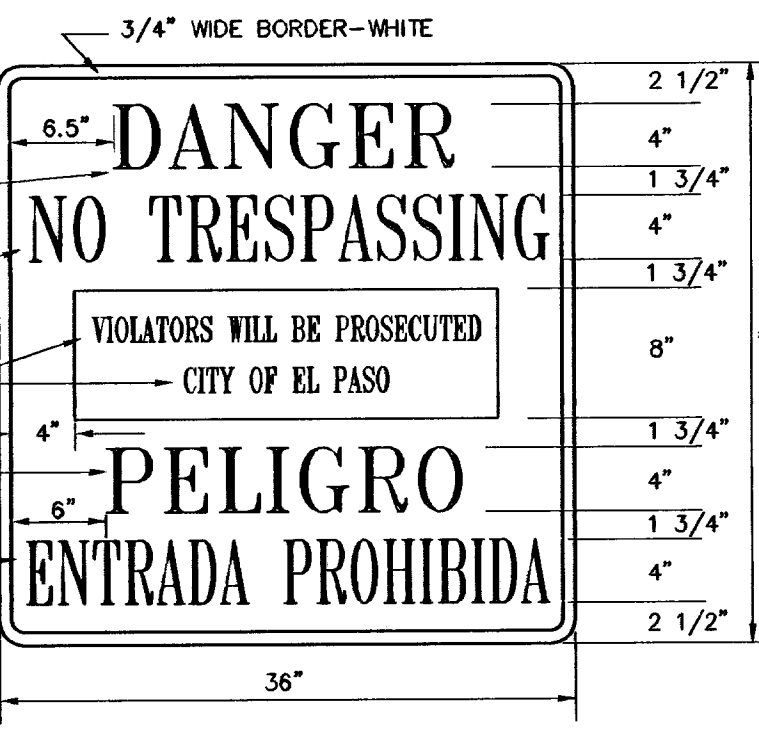 3/4" WIDE BORDER-WHITE
2 1/2"
6.5"
DANGER
4"
1 3/4"
NO TRESPASSING
4"
1 3/4"
VIOLATORS WILL BE PROSECUTED
8"
CITY OF EL PASO
4"
1 3/4"
PELIGRO
4"
6"
1 3/4"
ENTRADA PROHIBIDA
4"
2 1/2"
36"